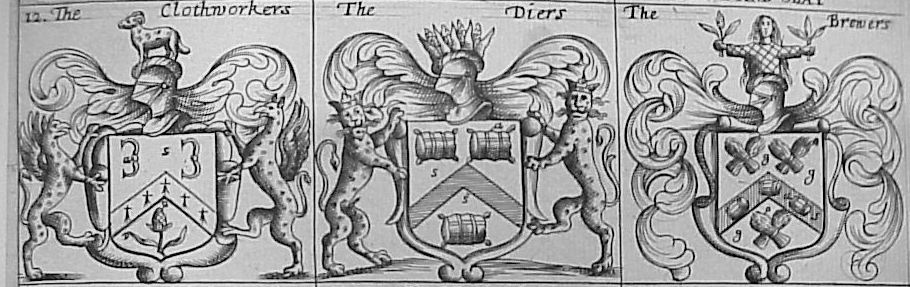 12. The Clothworkers
The Diers
The Brewers
s
s
s
a
a
g
g
g
s